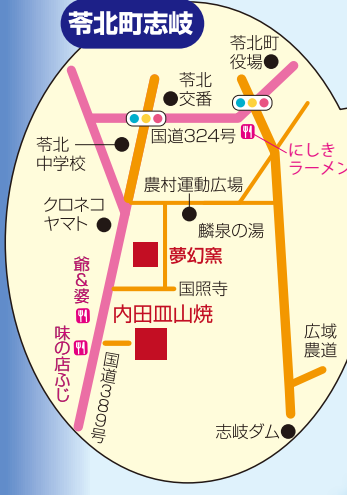 苓北町志岐
苓北町
役場
苓北
交番
国道324号
にしき
ラーメン
苓北
中学校
農村運動広場
クロネコ
ヤマト
麟泉の湯
夢幻窯
爺&婆
国照寺
内田皿山焼
味の店ふじ
国道389号
広域
農道
志岐ダム